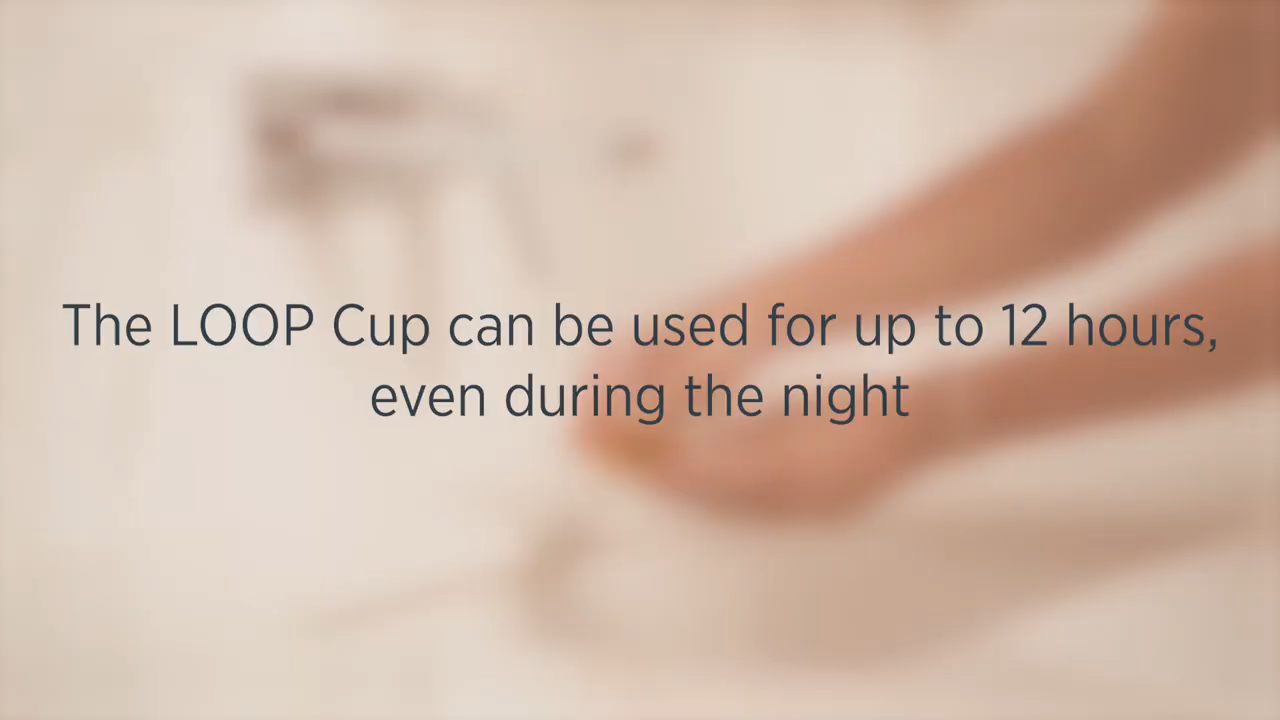 The LOOP Cup can be used for up to 12 hours,
even during the night